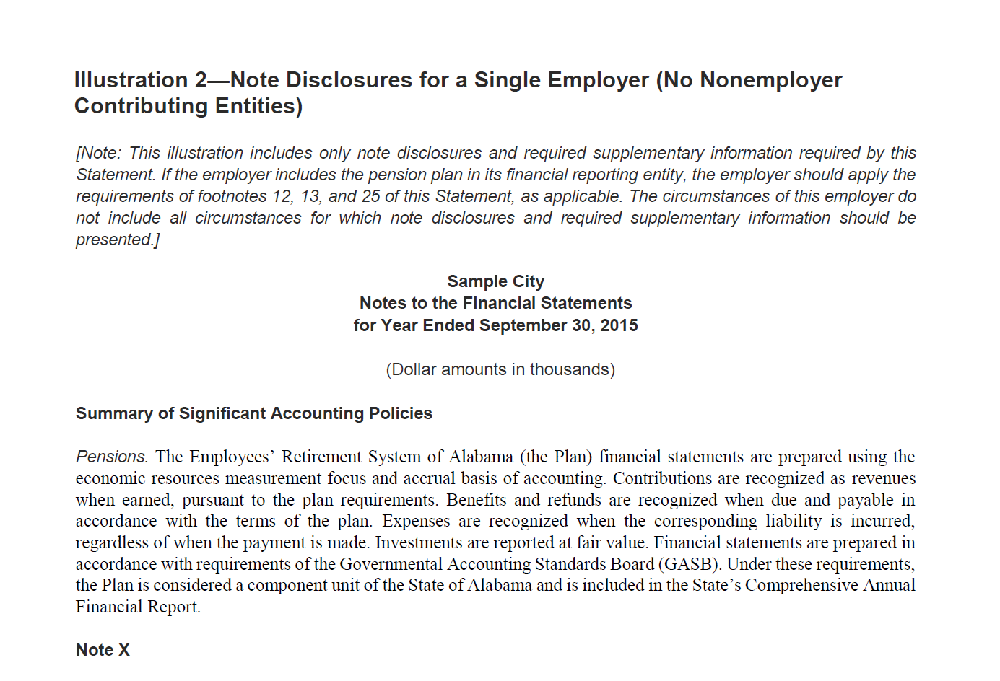 Illustration 2—Note Disclosures for a Single Employer (No Nonemployer
Contributing Entities)
[Note: This illustration includes only note disclosures and required supplementary information required by this
Statement. If the employer includes the pension plan in its financial reporting entity, the employer should apply the
requirements of footnotes 12, 13, and 25 of this Statement, as applicable. The circumstances of this employer do
not include all circumstances for which note disclosures and required supplementary information should be
presented.]
Sample City
Notes to the Financial Statements
for Year Ended September 30, 2015
(Dollar amounts in thousands)
Summary of Significant Accounting Policies
Pensions. The Employees’ Retirement System of Alabama (the Plan) financial statements are prepared using the
economic resources measurement focus and accrual basis of accounting. Contributions are recognized as revenues
when earned, pursuant to the plan requirements. Benefits and refunds are recognized when due and payable in
accordance with the terms of the plan. Expenses are recognized when the corresponding liability is incurred,
regardless of when the payment is made. Investments are reported at fair value. Financial statements are prepared in
accordance with requirements of the Governmental Accounting Standards Board (GASB). Under these requirements,
the Plan is considered a component unit of the State of Alabama and is included in the State’s Comprehensive Annual
Financial Report.
Note X